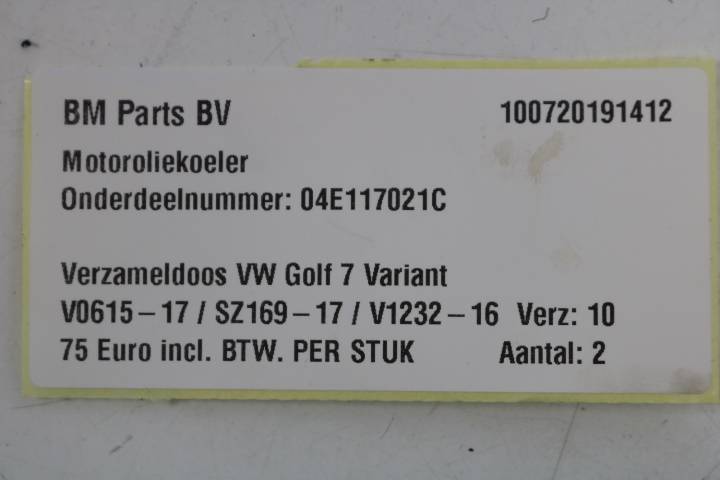 BM Parts BV 100720191412
Motoroliekoeler
Onderdeelnummer: 04E117021C
Verzameldoos VW Golf 7 Variant
V0615-17 / SZ169-17 / V1232-16 Verz: 10
75 Euro incl. BTW. PER STUK Aantal: 2